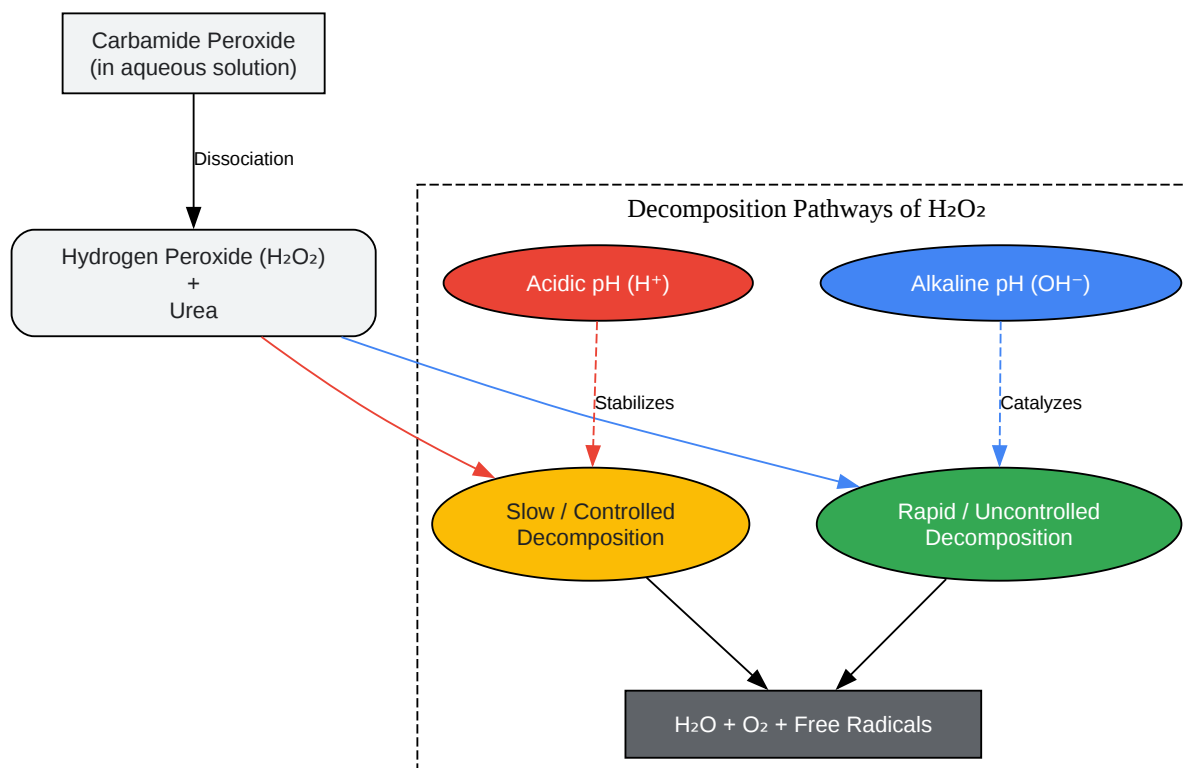 Carbamide Peroxide
(in aqueous solution)
Dissociation
Hydrogen Peroxide (H₂O₂)
+
Urea
Decomposition Pathways of H₂O₂
Acidic pH (H⁺)
Alkaline pH (OH⁻)
Stabilizes
Catalyzes
Slow / Controlled
Decomposition
Rapid / Uncontrolled
Decomposition
H₂O + O₂ + Free Radicals